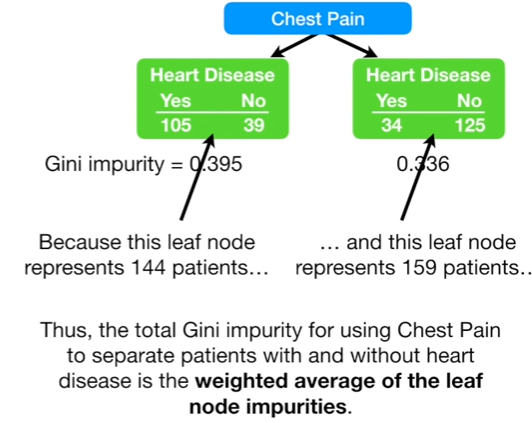 Chest Pain
Heart Disease
Yes No
105 39
Heart Disease
Yes No
34 125
Gini impurity = 0.395
0.336
Because this leaf node
represents 144 patients…
… and this leaf node
represents 159 patients..
Thus, the total Gini impurity for using Chest Pain
to separate patients with and without heart
disease is the weighted average of the leaf
node impurities.